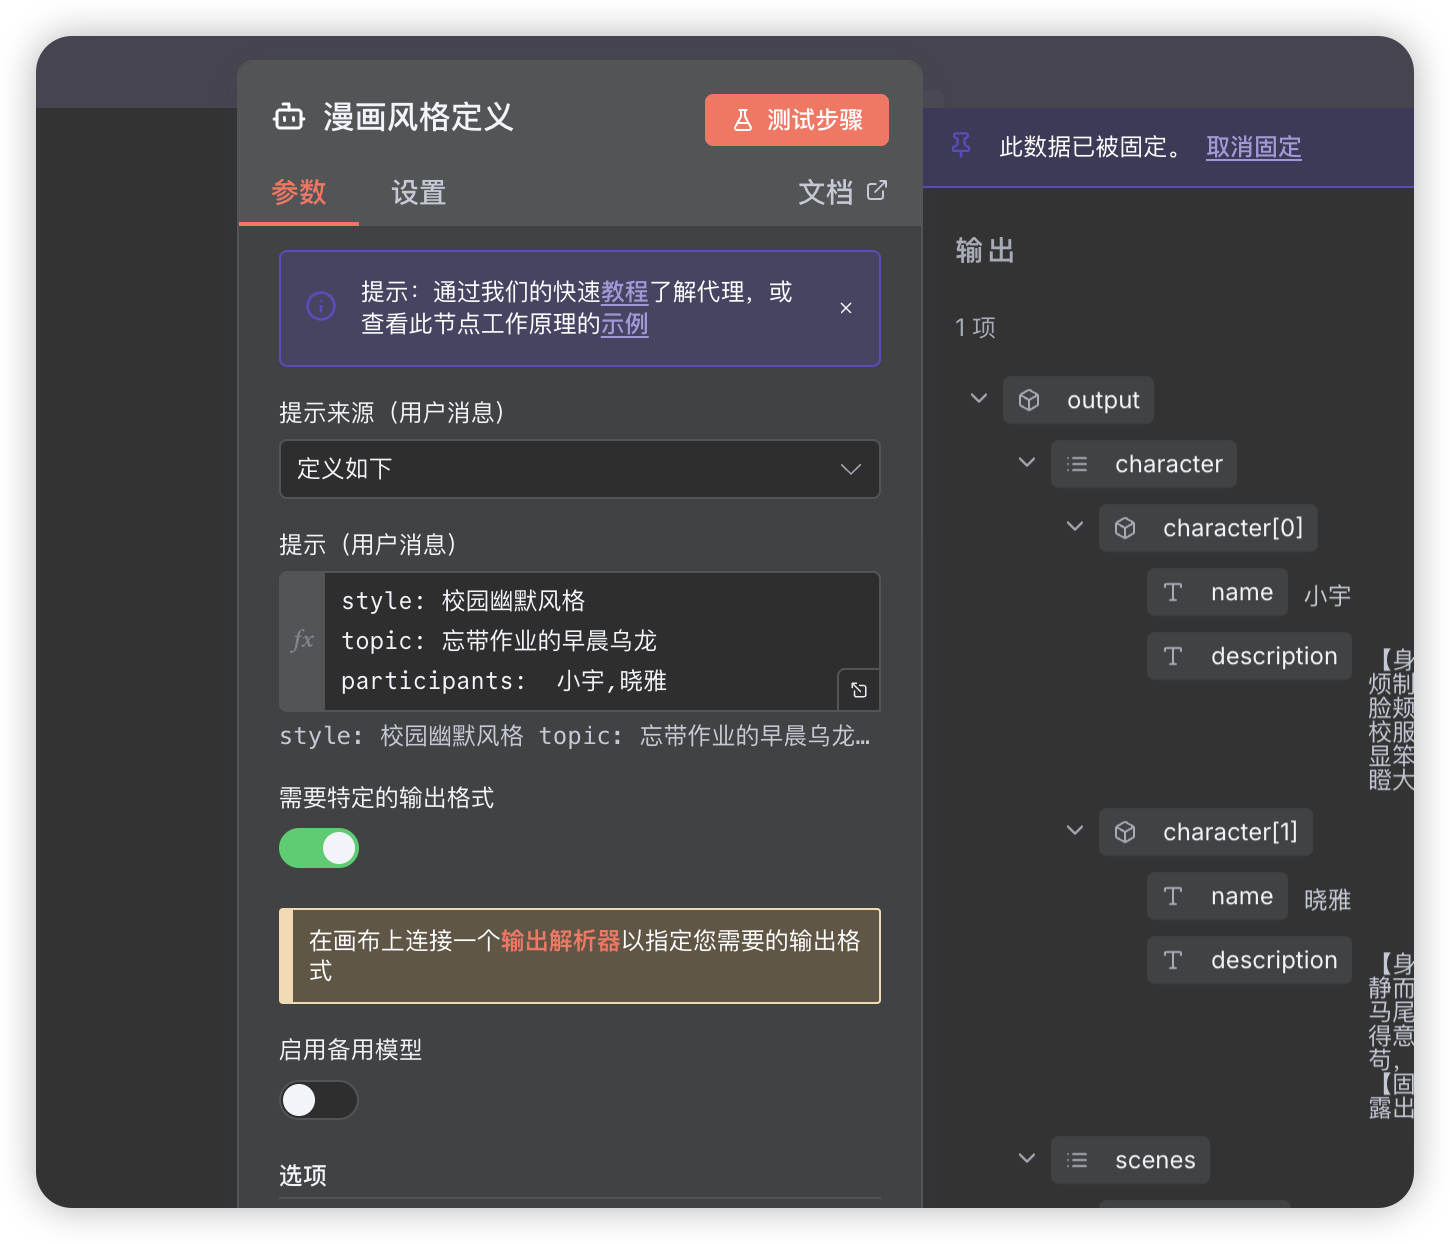 漫画风格定义
测试步骤
参数
设置
文档
提示：通过我们的快速教程了解代理，或
查看此节点工作原理的示例
提示来源（用户消息）
定义如下
提示（用户消息）
fx
style: 校园幽默风格
topic: 忘带作业的早晨乌龙
participants:  小宇,晓雅
style: 校园幽默风格 topic: 忘带作业的早晨乌龙…
需要特定的输出格式
在画布上连接一个输出解析器以指定您需要的输出格
式
启用备用模型
选项
此数据已被固定。 取消固定
输出
1 项
output
character
character[0]
name 小宇
description
【身
烦制
脸颊
校服
显笨
瞪大
character[1]
name 晓雅
description
【身
静而
马尾
得意
苟，
【固
露出
scenes